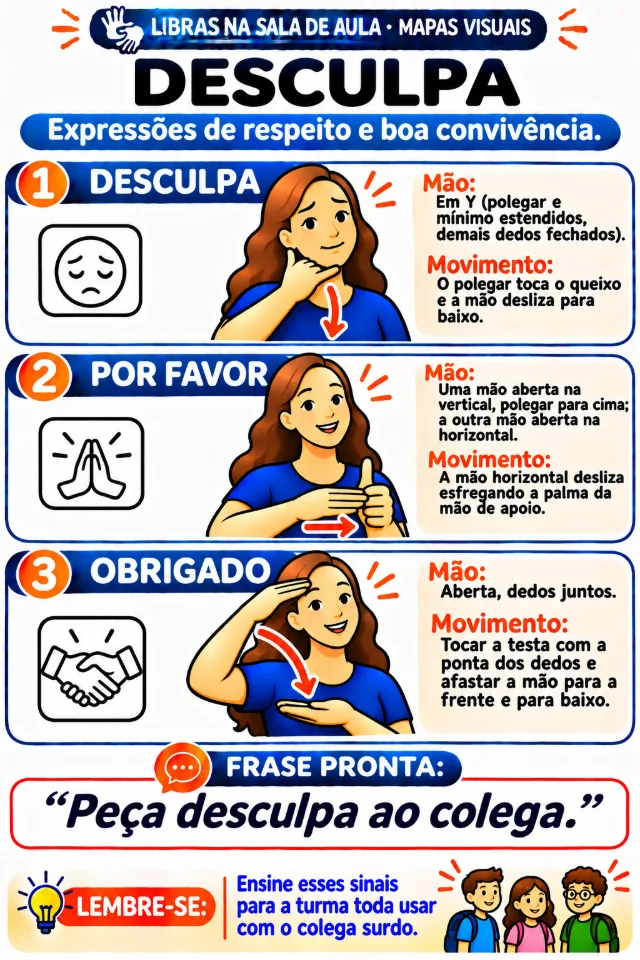 LIBRAS NA SALA DE AULA • MAPAS VISUAIS
DESCULPA
Expressões de respeito e boa convivência.
1 DESCULPA
Mão:
Em Y (polegar e
mínimo estendidos,
demais dedos fechados).
Movimento:
O polegar toca o queixo
e a mão desliza para
baixo.
2 POR FAVOR
Mão:
Uma mão aberta na
vertical, polegar para cima;
a outra mão aberta na
horizontal.
Movimento:
A mão horizontal desliza
esfregando a palma da
mão de apoio.
3 OBRIGADO
Mão:
Aberta, dedos juntos.
Movimento:
Tocar a testa com a
ponta dos dedos e
afastar a mão para a
frente e para baixo.
FRASE PRONTA:
“Peça desculpa ao colega.”
LEMBRE-SE:
Ensine esses sinais
para a turma toda usar
com o colega surdo.